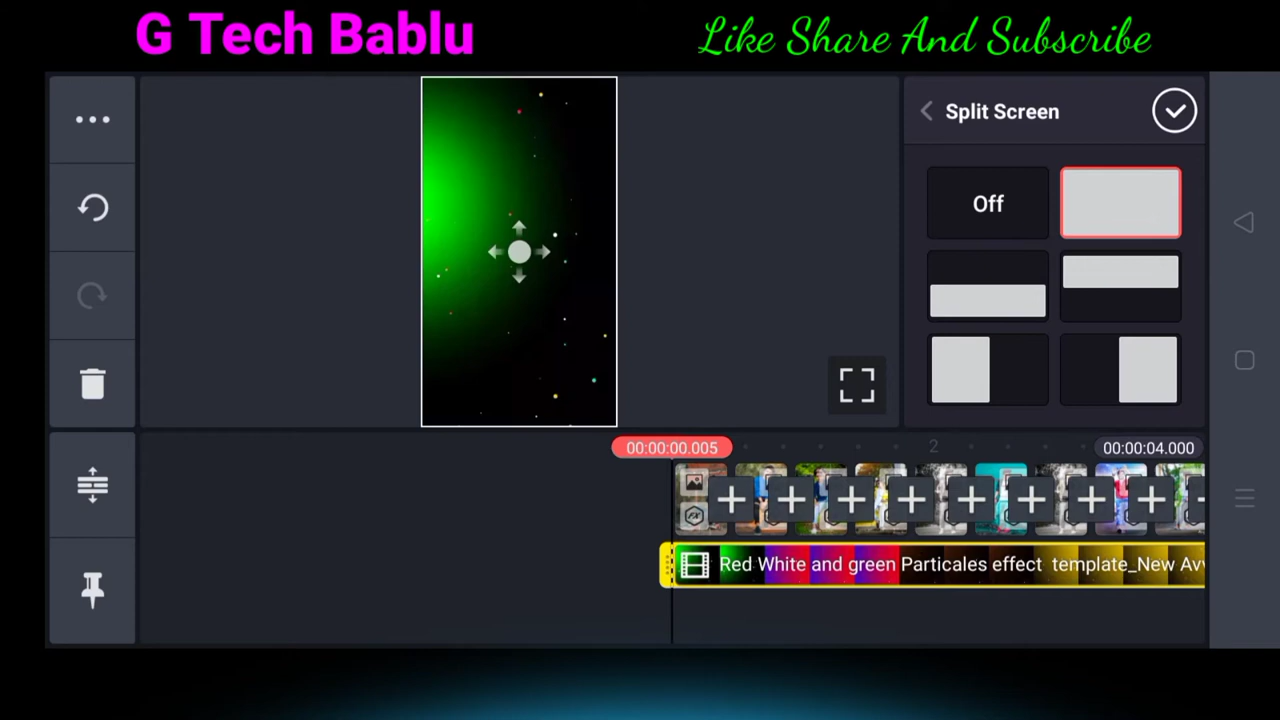 G Tech Bablu
Like Share And Subscribe
Split Screen
Off
00:00:00.005
2
00:00:04.000
Red White and green Particales effect template_New Avv